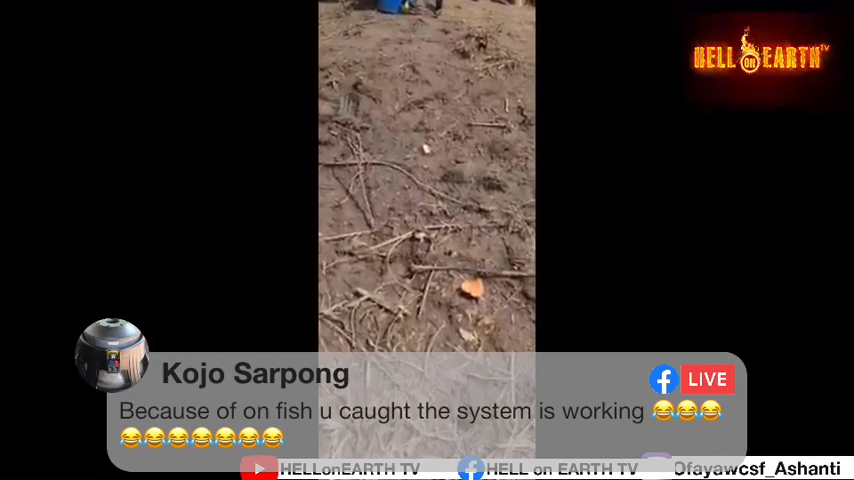 HELL ON EARTH TV
Kojo Sarpong
LIVE
Because of on fish u caught the system is working 😂😂😂
😂😂😂😂😂😂😂
HELLonEARTH TV HELL on EARTH TV Ofayawcsf_Ashanti